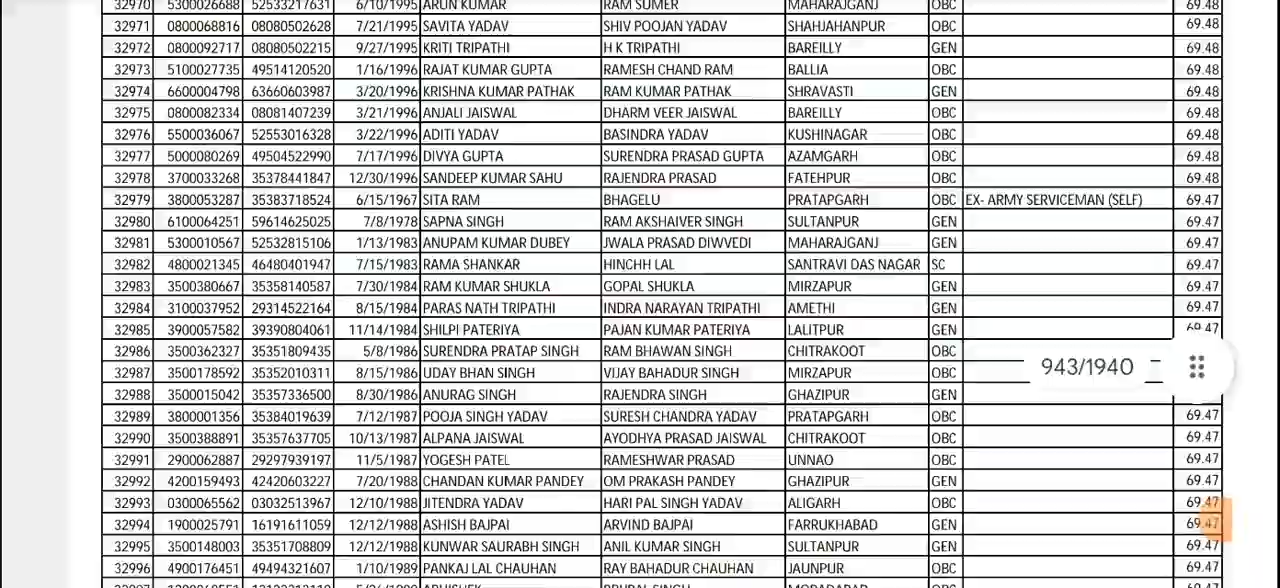 32970 5300026688 52533217631 6/10/1995 ARUN KUMAR RAM SUMER MAHARAJGANJ OBC 69.48
32971 0800068816 08080502628 7/21/1995 SAVITA YADAV SHIV POOJAN YADAV SHAHJAHANPUR OBC 69.48
32972 0800092717 08080502215 9/27/1995 KRITI TRIPATHI H K TRIPATHI BAREILLY GEN 69.48
32973 5100027735 49514120520 1/16/1996 RAJAT KUMAR GUPTA RAMESH CHAND RAM BALLIA OBC 69.48
32974 6600004798 63660603987 3/20/1996 KRISHNA KUMAR PATHAK RAM KUMAR PATHAK SHRAVASTI GEN 69.48
32975 0800082334 08081407239 3/21/1996 ANJALI JAISWAL DHARM VEER JAISWAL BAREILLY OBC 69.48
32976 5500036067 52553016328 3/22/1996 ADITI YADAV BASINDRA YADAV KUSHINAGAR OBC 69.48
32977 5000080269 49504522990 7/17/1996 DIVYA GUPTA SURENDRA PRASAD GUPTA AZAMGARH OBC 69.48
32978 3700033268 35378441847 12/30/1996 SANDEEP KUMAR SAHU RAJENDRA PRASAD FATEHPUR OBC 69.48
32979 3800053287 35383718524 6/15/1967 SITA RAM BHAGELU PRATAPGARH OBC EX- ARMY SERVICEMAN (SELF) 69.47
32980 6100064251 59614625025 7/8/1978 SAPNA SINGH RAM AKSHAIVER SINGH SULTANPUR GEN 69.47
32981 5300010567 52532815106 1/13/1983 ANUPAM KUMAR DUBEY JWALA PRASAD DIWVEDI MAHARAJGANJ GEN 69.47
32982 4800021345 46480401947 7/15/1983 RAMA SHANKAR HINCHH LAL SANTRAVI DAS NAGAR SC 69.47
32983 3500380667 35358140587 7/30/1984 RAM KUMAR SHUKLA GOPAL SHUKLA MIRZAPUR GEN 69.47
32984 3100037952 29314522164 8/15/1984 PARAS NATH TRIPATHI INDRA NARAYAN TRIPATHI AMETHI GEN 69.47
32985 3900057582 39390804061 11/14/1984 SHILPI PATERIYA PAJAN KUMAR PATERIYA LALITPUR GEN 69.47
32986 3500362327 35351809435 5/8/1986 SURENDRA PRATAP SINGH RAM BHAWAN SINGH CHITRAKOOT OBC
32987 3500178592 35352010311 8/15/1986 UDAY BHAN SINGH VIJAY BAHADUR SINGH MIRZAPUR OBC 943/1940
32988 3500015042 35357336500 8/30/1986 ANURAG SINGH RAJENDRA SINGH GHAZIPUR GEN
32989 3800001356 35384019639 7/12/1987 POOJA SINGH YADAV SURESH CHANDRA YADAV PRATAPGARH OBC 69.47
32990 3500388891 35357637705 10/13/1987 ALPANA JAISWAL AYODHYA PRASAD JAISWAL CHITRAKOOT OBC 69.47
32991 2900062887 29297939197 11/5/1987 YOGESH PATEL RAMESHWAR PRASAD UNNAO OBC 69.47
32992 4200159493 42420603227 7/20/1988 CHANDAN KUMAR PANDEY OM PRAKASH PANDEY GHAZIPUR GEN 69.47
32993 0300065562 03032513967 12/10/1988 JITENDRA YADAV HARI PAL SINGH YADAV ALIGARH OBC 69.47
32994 1900025791 16191611059 12/12/1988 ASHISH BAJPAI ARVIND BAJPAI FARRUKHABAD GEN 69.47
32995 3500148003 35351708809 12/12/1988 KUNWAR SAURABH SINGH ANIL KUMAR SINGH SULTANPUR GEN 69.47
32996 4900176451 49494321607 1/10/1989 PANKAJ LAL CHAUHAN RAY BAHADUR CHAUHAN JAUNPUR OBC 69.47